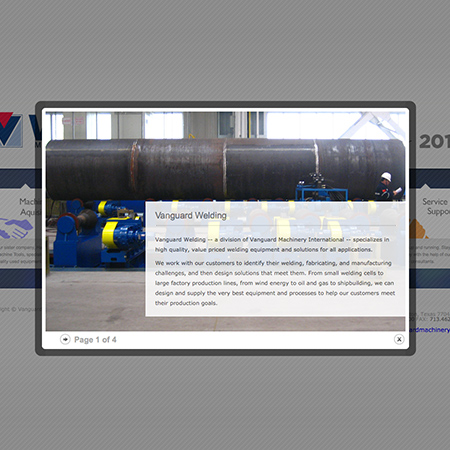 201
Machin
Aquis
Service
Suppor
Vanguard Welding
Vanguard Welding — a division of Vanguard Machinery International — specializes in
high quality, value priced welding equipment and solutions for all applications.
We work with our customers to identify their welding, fabricating, and manufacturing
challenges, and then design solutions that meet them. From small welding cells to
large factory production lines, from wind energy to oil and gas to shipbuilding, we can
design and supply the very best equipment and processes to help our customers meet
their production goals.
Page 1 of 4
X